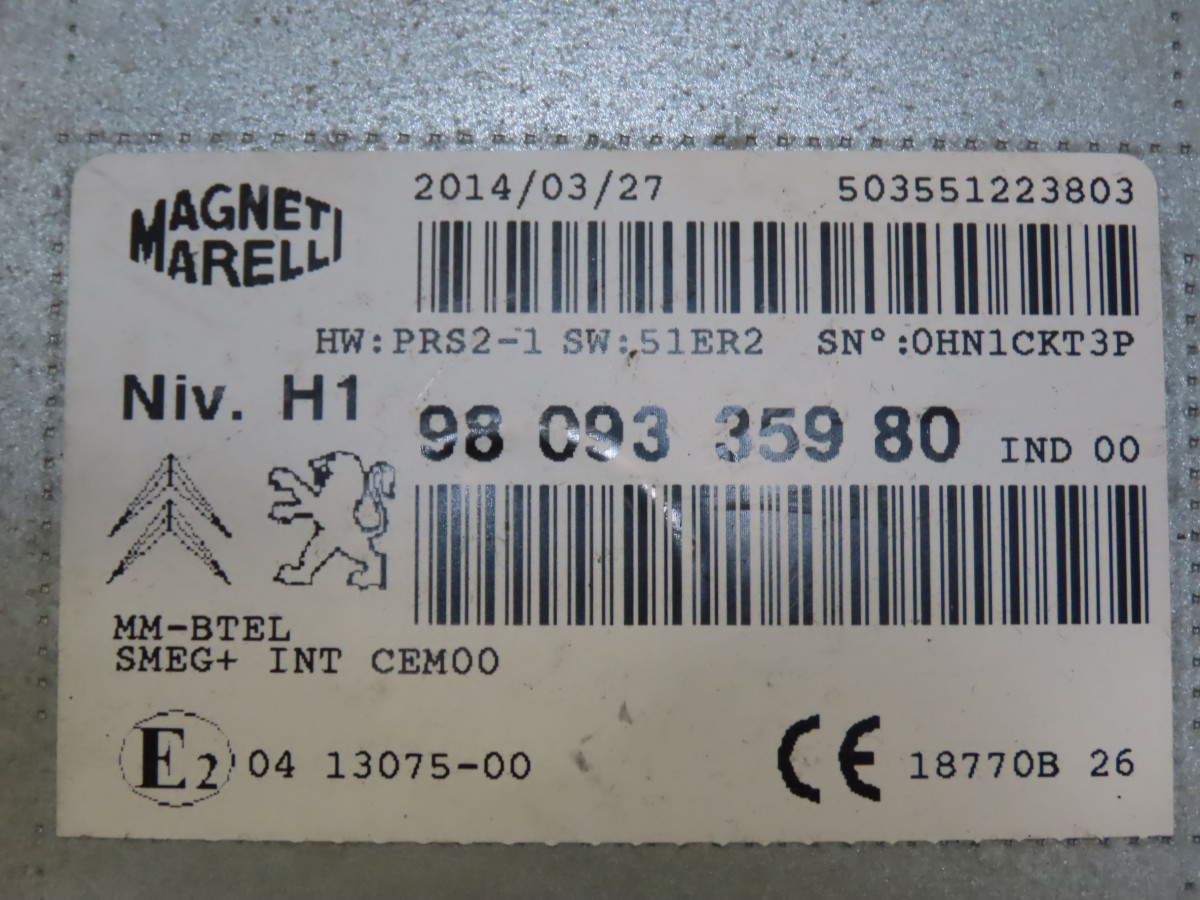 MAGNETI
MARELLI
2014/03/27 503551223803
HW:PRS2-1 SW:51ER2 SN°:0HN1CKT3P
Niv. H1
98 093 359 80 IND 00
MM-BTEL
SMEG+ INT CEM00
E2 04 13075-00
CE 18770B 26